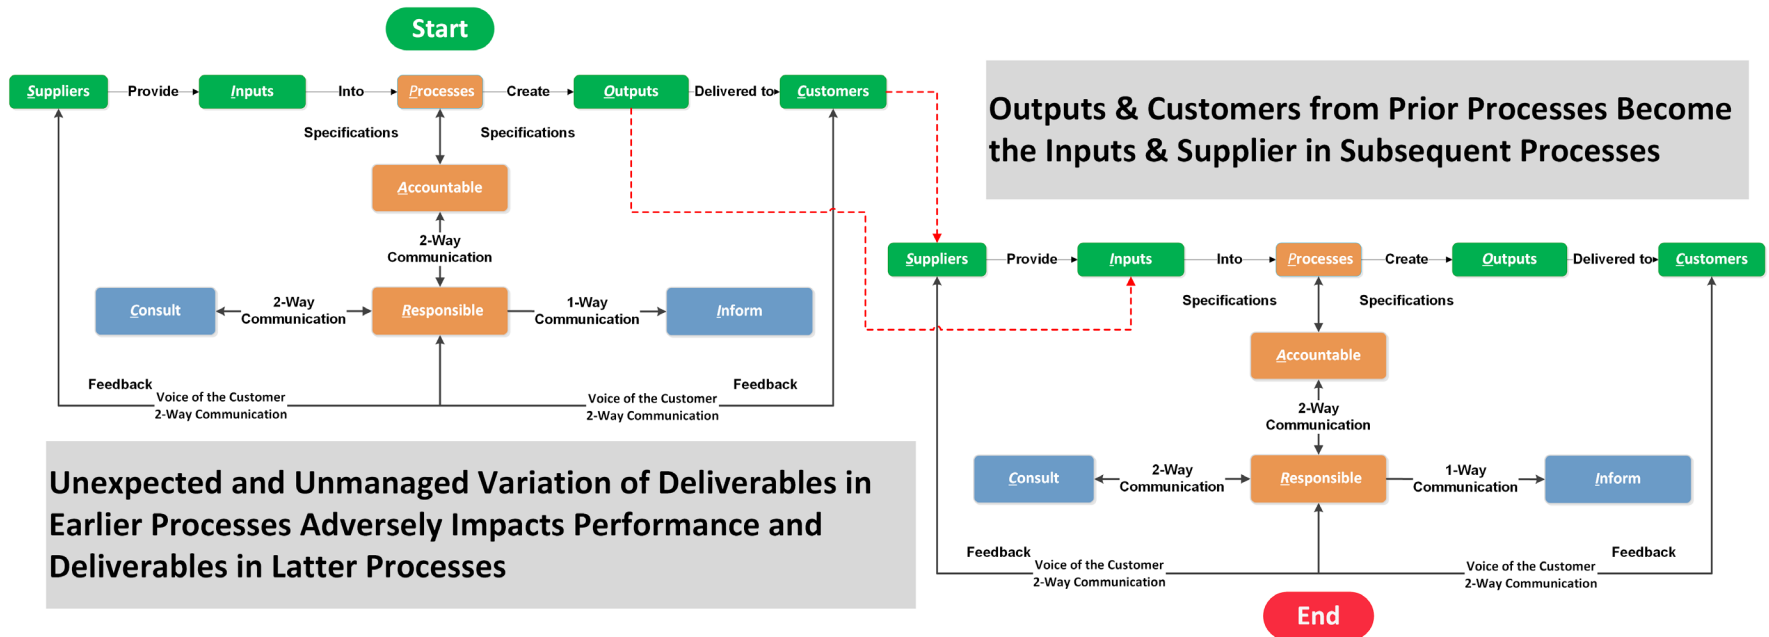 Start
Suppliers
Provide
Inputs
Into
Processes
Create
Outputs
Delivered to
Customers
Specifications
Specifications
Accountable
2-Way
Communication
Consult
2-Way
Communication
Responsible
1-Way
Communication
Inform
Feedback
Voice of the Customer
2-Way Communication
Feedback
Voice of the Customer
2-Way Communication
Unexpected and Unmanaged Variation of Deliverables in
Earlier Processes Adversely Impacts Performance and
Deliverables in Latter Processes
Outputs & Customers from Prior Processes Become
the Inputs & Supplier in Subsequent Processes
Suppliers
Provide
Inputs
Into
Processes
Create
Outputs
Delivered to
Customers
Specifications
Specifications
Accountable
2-Way
Communication
Consult
2-Way
Communication
Responsible
1-Way
Communication
Inform
Feedback
Voice of the Customer
2-Way Communication
Feedback
Voice of the Customer
2-Way Communication
End